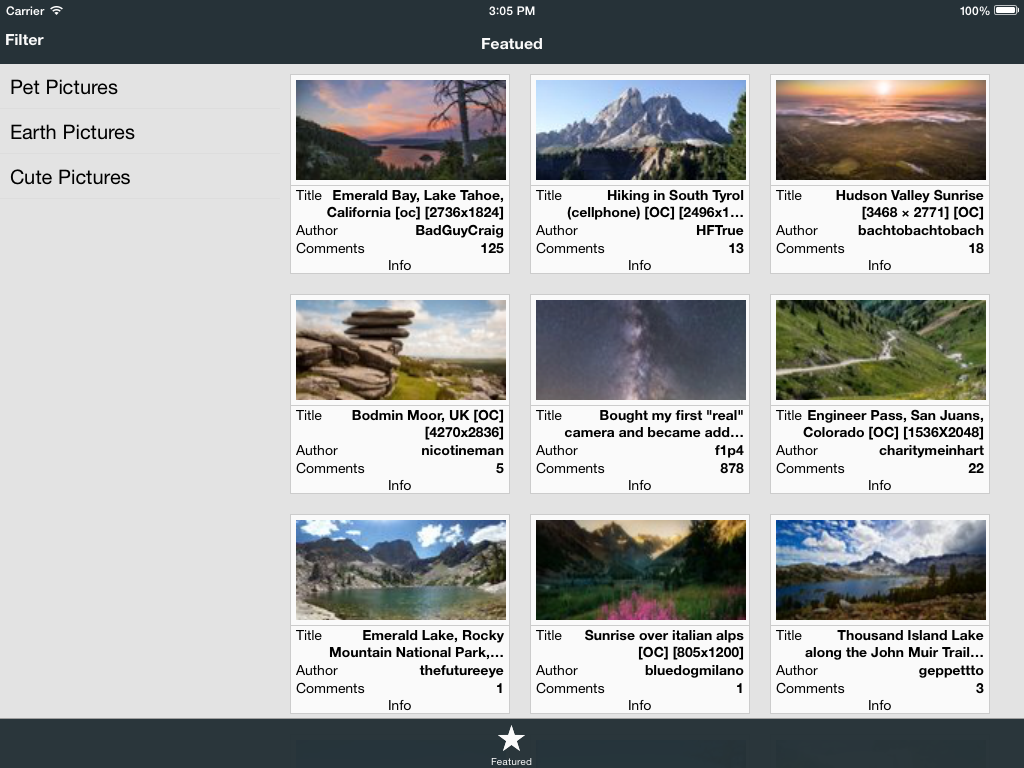 Carrier 3:05 PM 100%
Filter
Featued
Pet Pictures
Earth Pictures
Cute Pictures
Title Emerald Bay, Lake Tahoe,
California [oc] [2736x1824]
Author BadGuyCraig
Comments 125
Info
Title Hiking in South Tyrol
(cellphone) [OC] [2496x1...
Author HFTrue
Comments 13
Info
Title Hudson Valley Sunrise
[3468 × 2771] [OC]
Author bachtobachtobach
Comments 18
Info
Title Bodmin Moor, UK [OC]
[4270x2836]
Author nicotineman
Comments 5
Info
Title Bought my first "real"
camera and became add...
Author f1p4
Comments 878
Info
Title Engineer Pass, San Juans,
Colorado [OC] [1536X2048]
Author charitymeinhart
Comments 22
Info
Title Emerald Lake, Rocky
Mountain National Park,...
Author thefutureeye
Comments 1
Info
Title Sunrise over italian alps
[OC] [805x1200]
Author bluedogmilano
Comments 1
Info
Title Thousand Island Lake
along the John Muir Trail...
Author geppettto
Comments 3
Info
Featured